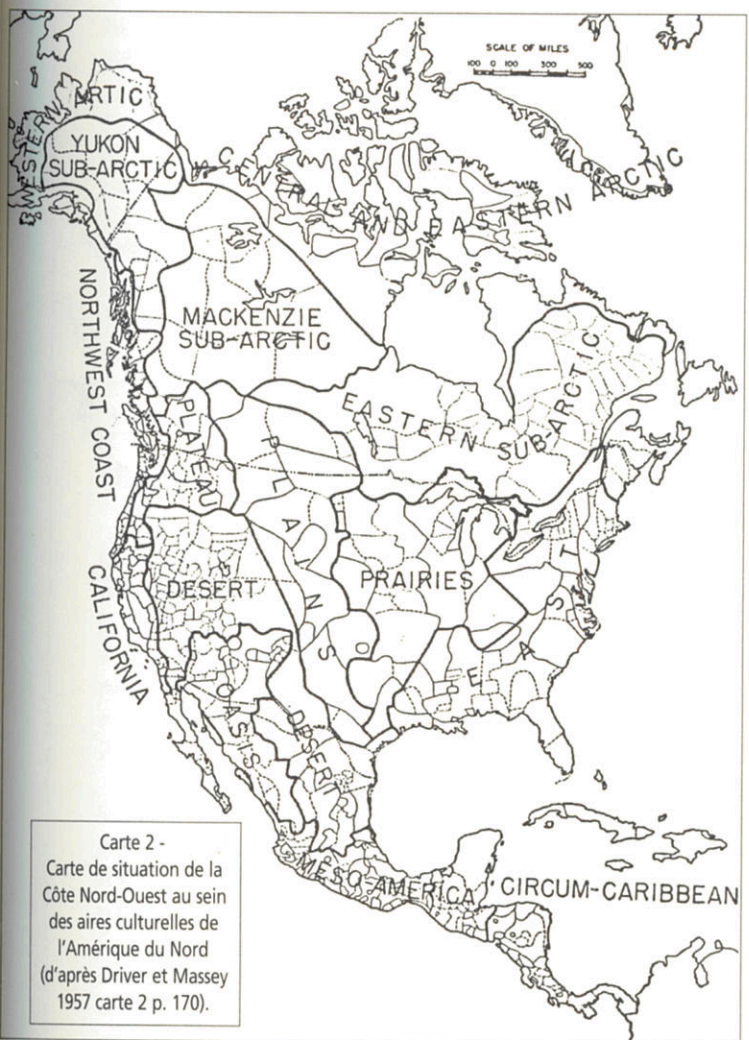 SCALE OF MILES
100 0 100 300 500
WESTERN ARTIC
YUKON
SUB-ARCTIC
CENTRAL AND EASTERN ARCTIC
MACKENZIE
SUB-ARCTIC
NORTHWEST COAST
PLATEAU
PLAINS
EASTERN SUB-ARCTIC
DESERT
PRAIRIES
CALIFORNIA
EAST
OASIS
DESERT
MESO-AMERICA
CIRCUM-CARIBBEAN
Carte 2 -
Carte de situation de la
Côte Nord-Ouest au sein
des aires culturelles de
l'Amérique du Nord
(d'après Driver et Massey
1957 carte 2 p. 170).